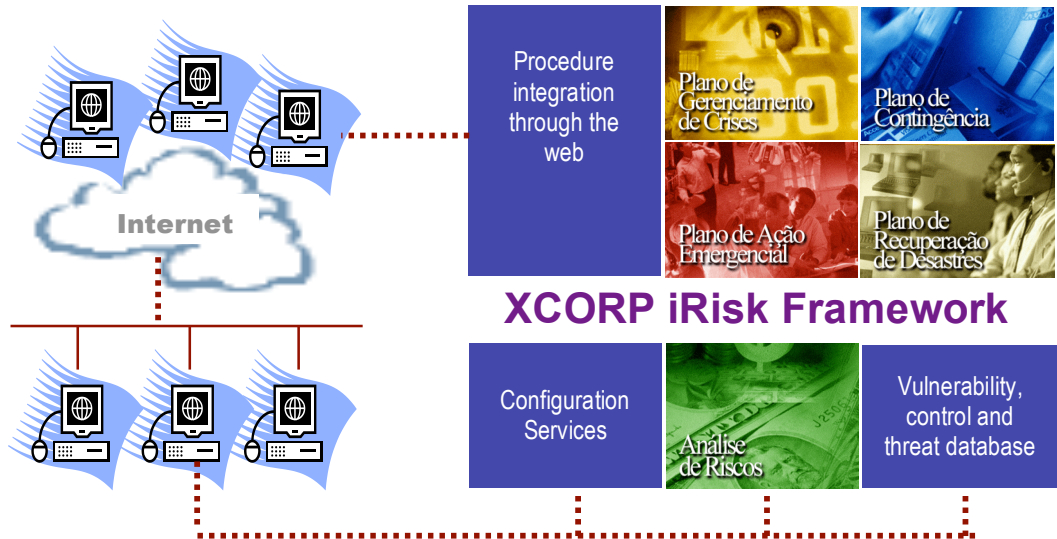 Procedure
integration
through the
web
Plano de
Gerenciamento
de Crises
Plano de
Contingência
Internet
Plano de Ação
Emergencial
Plano de
Recuperação
de Desastres
XCORP iRisk Framework
Configuration
Services
Análise
de Riscos
Vulnerability,
control and
threat database